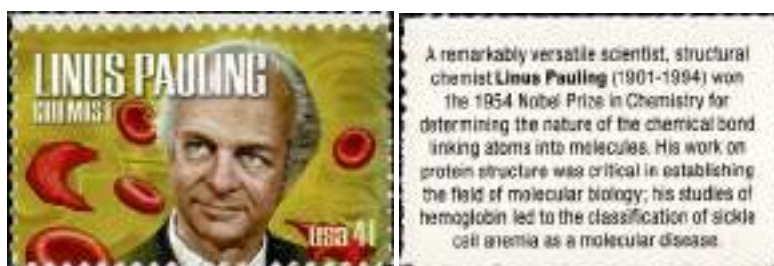 LINUS PAULING
CHEMIST
usa 41
A remarkably versatile scientist, structural
chemist Linus Pauling (1901-1994) won
the 1954 Nobel Prize in Chemistry for
determining the nature of the chemical bond
linking atoms into molecules. His work on
protein structure was critical in establishing
the field of molecular biology; his studies of
hemoglobin led to the classification of sickle
cell anemia as a molecular disease.